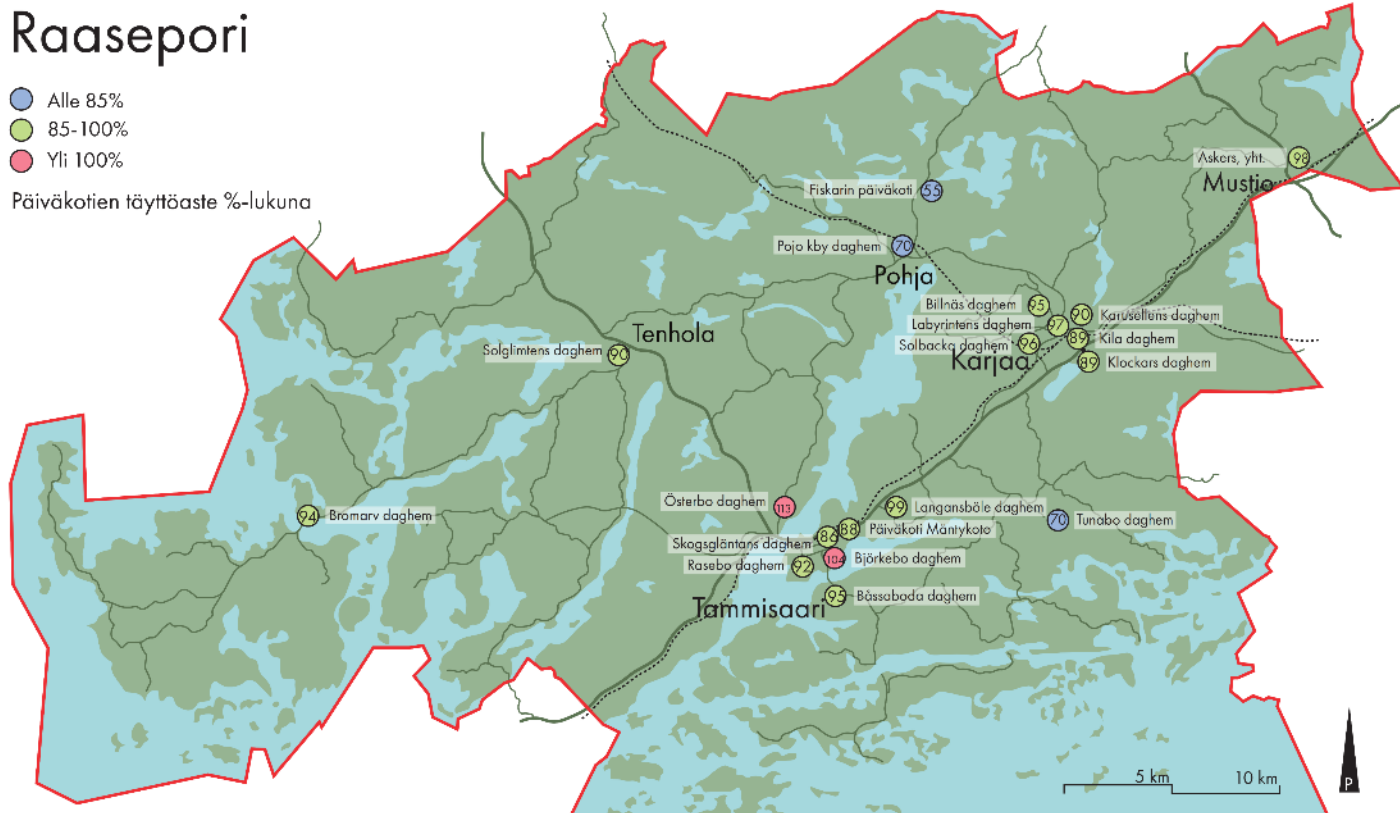 Raasepori
Alle 85%
85-100%
Yli 100%
Päiväkotien täyttöaste %-lukuna
Askers, yht.
98
Mustio
Fiskarin päiväkoti
55
Pojo kby daghem
70
Pohja
Billnäs daghem
95
90
Karusellens daghem
Labyrintens daghem
97
Solbacka daghem
96
89
Kila daghem
Karjaa
89
Klockars daghem
Tenhola
Solglimtens daghem
90
Österbo daghem
113
99
Langansböle daghem
Bromarv daghem
94
70
Tunabo daghem
88
Päiväkoti Mäntykoto
Skogsgläntans daghem
86
Rasebo daghem
92
104
Björkebo daghem
95
Båssaboda daghem
Tammisaari
5 km
10 km
P